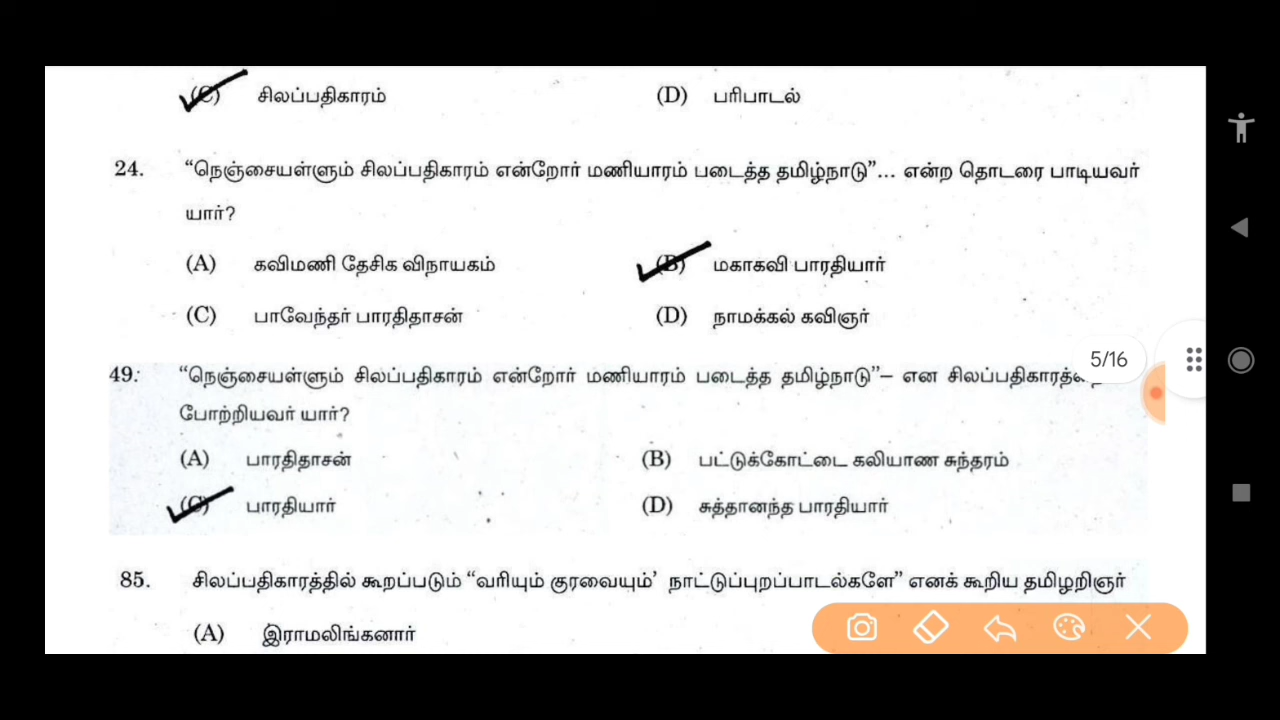 (C) சிலப்பதிகாரம் (D) பரிபாடல்
24. “நெஞ்சையள்ளும் சிலப்பதிகாரம் என்றோர் மணியாரம் படைத்த தமிழ்நாடு”... என்ற தொடரை பாடியவர்
யார்?
(A) கவிமணி தேசிக விநாயகம் (B) மகாகவி பாரதியார்
(C) பாவேந்தர் பாரதிதாசன் (D) நாமக்கல் கவிஞர்
5/16
49. “நெஞ்சையள்ளும் சிலப்பதிகாரம் என்றோர் மணியாரம் படைத்த தமிழ்நாடு”– என
போற்றியவர் யார்?
(A) பாரதிதாசன் (B) பட்டுக்கோட்டை கலியாண சுந்தரம்
(C) பாரதியார் (D) சுத்தானந்த பாரதியார்
85. சிலப்பதிகாரத்தில் கூறப்படும் “வரியும் குரவையும்’ நாட்டுப்புறப்பாடல்களே” எனக் கூறிய தமிழறிஞர்
(A) இராமலிங்கனார்